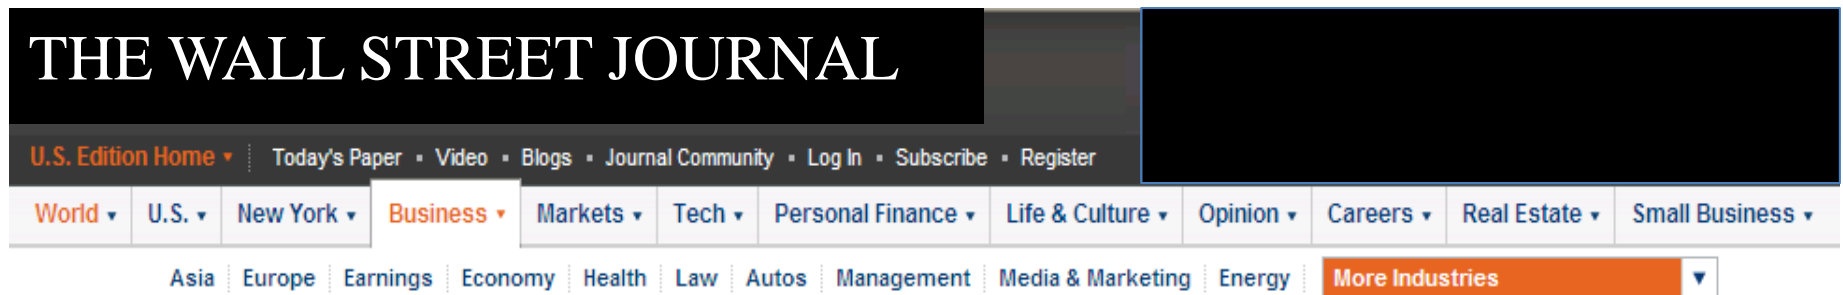 THE WALL STREET JOURNAL
U.S. Edition Home ▾ Today's Paper ▪ Video ▪ Blogs ▪ Journal Community ▪ Log In ▪ Subscribe ▪ Register
World ▾ U.S. ▾ New York ▾ Business ▾ Markets ▾ Tech ▾ Personal Finance ▾ Life & Culture ▾ Opinion ▾ Careers ▾ Real Estate ▾ Small Business ▾
Asia Europe Earnings Economy Health Law Autos Management Media & Marketing Energy More Industries ▼